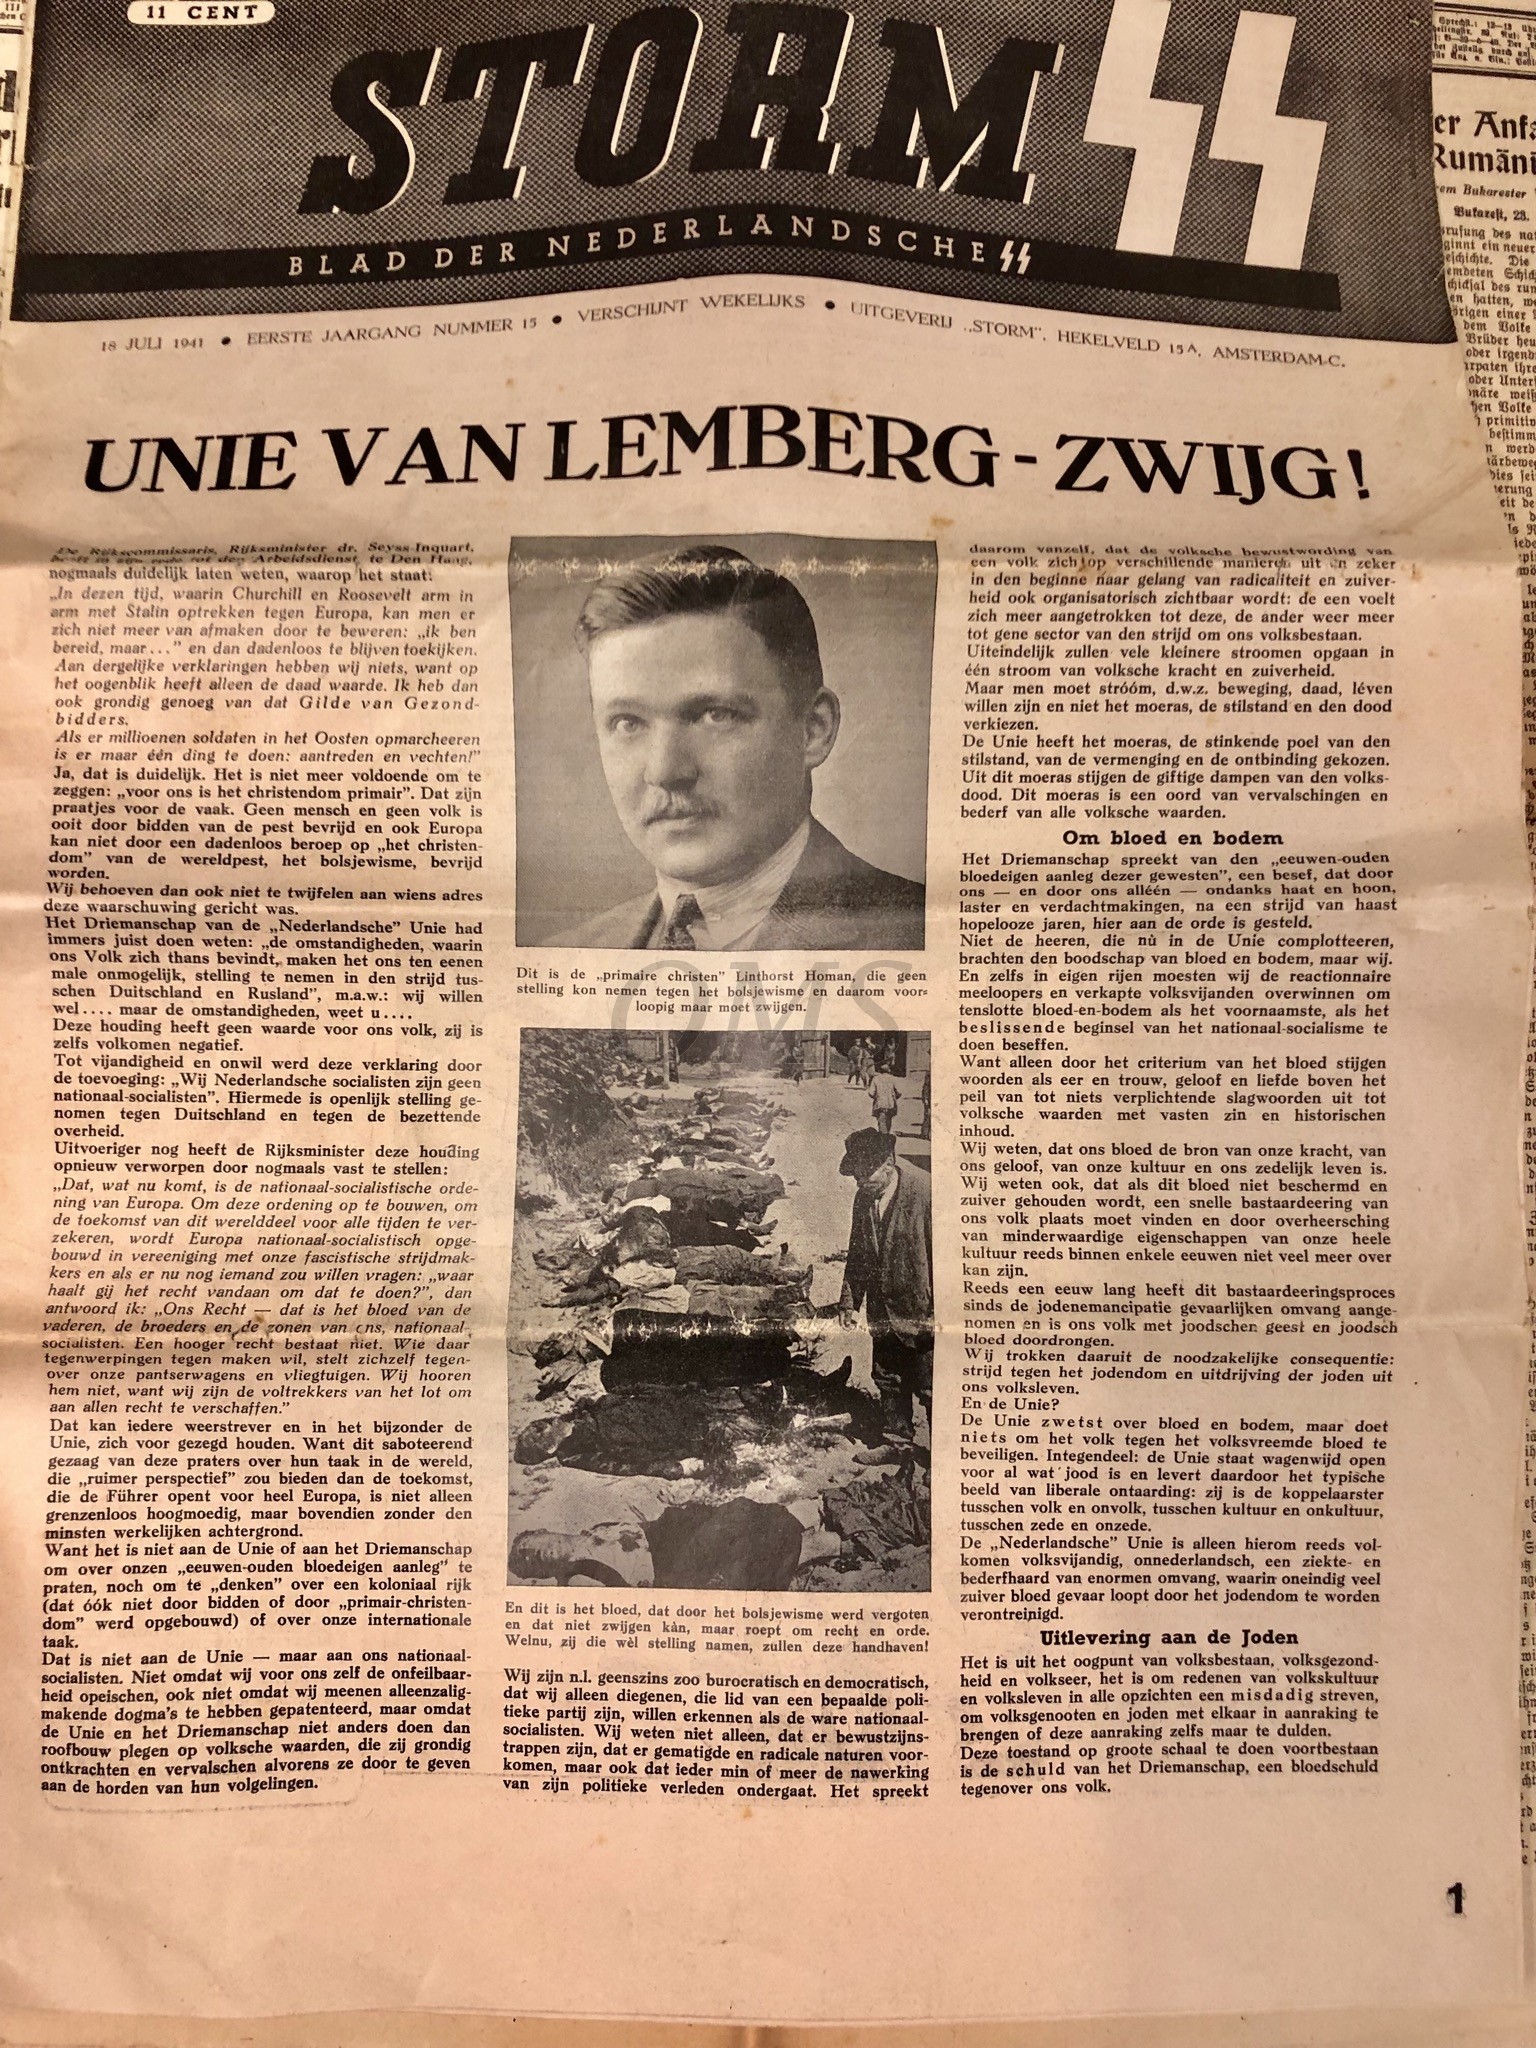 11 CENT
STORM SS
BLAD DER NEDERLANDSCHE SS
18 JULI 1941 ● EERSTE JAARGANG NUMMER 15 ● VERSCHIJNT WEKELIJKS ● UITGEVERIJ „STORM”, HEKELVELD 15A, AMSTERDAM-C.
UNIE VAN LEMBERG - ZWIJG!
De Rijkscommissaris, Rijksminister dr. Seyss-Inquart,
heeft in zijn rede tot den Arbeidsdienst te Den Haag,
nogmaals duidelijk laten weten, waarop het staat:
„In dezen tijd, waarin Churchill en Roosevelt arm in
arm met Stalin optrekken tegen Europa, kan men er
zich niet meer van afmaken door te beweren: „ik ben
bereid, maar...” en dan dadenloos te blijven toekijken.
Aan dergelijke verklaringen hebben wij niets, want op
het oogenblik heeft alleen de daad waarde. Ik heb dan
ook grondig genoeg van dat Gilde van Gezond-
bidders.
Als er millioenen soldaten in het Oosten opmarcheeren
is er maar één ding te doen: aantreden en vechten!”
Ja, dat is duidelijk. Het is niet meer voldoende om te
zeggen: „voor ons is het christendom primair”. Dat zijn
praatjes voor de vaak. Geen mensch en geen volk is
ooit door bidden van de pest bevrijd en ook Europa
kan niet door een dadenloos beroep op „het christen-
dom” van de wereldpest, het bolsjewisme, bevrijd
worden.
Wij behoeven dan ook niet te twijfelen aan wiens adres
deze waarschuwing gericht was.
Het Driemanschap van de „Nederlandsche” Unie had
immers juist doen weten: „de omstandigheden, waarin
ons Volk zich thans bevindt, maken het ons ten eenen
male onmogelijk, stelling te nemen in den strijd tus-
schen Duitschland en Rusland”, m.a.w.: wij willen
wel.... maar de omstandigheden, weet u....
Deze houding heeft geen waarde voor ons volk, zij is
zelfs volkomen negatief.
Tot vijandigheid en onwil werd deze verklaring door
de toevoeging: „Wij Nederlandsche socialisten zijn geen
nationaal-socialisten”. Hiermede is openlijk stelling ge-
nomen tegen Duitschland en tegen de bezettende
overheid.
Uitvoeriger nog heeft de Rijksminister deze houding
opnieuw verworpen door nogmaals vast te stellen:
„Dat, wat nu komt, is de nationaal-socialistische orde-
ning van Europa. Om deze ordening op te bouwen, om
de toekomst van dit werelddeel voor alle tijden te ver-
zekeren, wordt Europa nationaal-socialistisch opge-
bouwd in vereeniging met onze fascistische strijdmak-
kers en als er nu nog iemand zou willen vragen: „waar
haalt gij het recht vandaan om dat te doen?”, dan
antwoord ik: „Ons Recht — dat is het bloed van de
vaderen, de broeders en de zonen van ons, nationaal-
socialisten. Een hooger recht bestaat niet. Wie daar
tegenwerpingen tegen maken wil, stelt zichzelf tegen-
over onze pantserwagens en vliegtuigen. Wij hooren
hem niet, want wij zijn de voltrekkers van het lot om
aan allen recht te verschaffen.”
Dat kan iedere weerstrever en in het bijzonder de
Unie, zich voor gezegd houden. Want dit saboteerend
gezaag van deze praters over hun taak in de wereld,
die „ruimer perspectief” zou bieden dan de toekomst,
die de Führer opent voor heel Europa, is niet alleen
grenzenloos hoogmoedig, maar bovendien zonder den
minsten werkelijken achtergrond.
Want het is niet aan de Unie of aan het Driemanschap
om over onzen „eeuwen-ouden bloedeigen aanleg” te
praten, noch om te „denken” over een koloniaal rijk
(dat óók niet door bidden of door „primair-christen-
dom” werd opgebouwd) of over onze internationale
taak.
Dat is niet aan de Unie — maar aan ons nationaal-
socialisten. Niet omdat wij voor ons zelf de onfeilbaar-
heid opeischen, ook niet omdat wij meenen alleenzalig-
makende dogma's te hebben gepatenteerd, maar omdat
de Unie en het Driemanschap niet anders doen dan
roofbouw plegen op volksche waarden, die zij grondig
ontkrachten en vervalschen alvorens ze door te geven
aan de horden van hun volgelingen.
Dit is de „primaire christen” Linthorst Homan, die geen
stelling kon nemen tegen het bolsjewisme en daarom voor-
loopig maar moet zwijgen.
OMS
En dit is het bloed, dat door het bolsjewisme werd vergoten
en dat niet zwijgen kàn, maar roept om recht en orde.
Welnu, zij die wèl stelling namen, zullen deze handhaven!
Wij zijn n.l. geenszins zoo burocratisch en democratisch,
dat wij alleen diegenen, die lid van een bepaalde poli-
tieke partij zijn, willen erkennen als de ware nationaal-
socialisten. Wij weten niet alleen, dat er bewustzijns-
trappen zijn, dat er gematigde en radicale naturen voor-
komen, maar ook dat ieder min of meer de nawerking
van zijn politieke verleden ondergaat. Het spreekt
daarom vanzelf, dat de volksche bewustwording van
een volk zich op verschillende manieren uit en zeker
in den beginne naar gelang van radicaliteit en zuiver-
heid ook organisatorisch zichtbaar wordt: de een voelt
zich meer aangetrokken tot deze, de ander weer meer
tot gene sector van den strijd om ons volksbestaan.
Uiteindelijk zullen vele kleinere stroomen opgaan in
één stroom van volksche kracht en zuiverheid.
Maar men moet stróóm, d.w.z. beweging, daad, léven
willen zijn en niet het moeras, de stilstand en den dood
verkiezen.
De Unie heeft het moeras, de stinkende poel van den
stilstand, van de vermenging en de ontbinding gekozen.
Uit dit moeras stijgen de giftige dampen van den volks-
dood. Dit moeras is een oord van vervalschingen en
bederf van alle volksche waarden.
Om bloed en bodem
Het Driemanschap spreekt van den „eeuwen-ouden
bloedeigen aanleg dezer gewesten”, een besef, dat door
ons — en door ons alléén — ondanks haat en hoon,
laster en verdachtmakingen, na een strijd van haast
hopelooze jaren, hier aan de orde is gesteld.
Niet de heeren, die nù in de Unie complotteeren,
brachten den boodschap van bloed en bodem, maar wij.
En zelfs in eigen rijen moesten wij de reactionnaire
meeloopers en verkapte volksvijanden overwinnen om
tenslotte bloed-en-bodem als het voornaamste, als het
beslissende beginsel van het nationaal-socialisme te
doen beseffen.
Want alleen door het criterium van het bloed stijgen
woorden als eer en trouw, geloof en liefde boven het
peil van tot niets verplichtende slagwoorden uit tot
volksche waarden met vasten zin en historischen
inhoud.
Wij weten, dat ons bloed de bron van onze kracht, van
ons geloof, van onze kultuur en ons zedelijk leven is.
Wij weten ook, dat als dit bloed niet beschermd en
zuiver gehouden wordt, een snelle bastaardeering van
ons volk plaats moet vinden en door overheersching
van minderwaardige eigenschappen van onze heele
kultuur reeds binnen enkele eeuwen niet veel meer over
kan zijn.
Reeds een eeuw lang heeft dit bastaardeeringsproces
sinds de jodenemancipatie gevaarlijken omvang aange-
nomen en is ons volk met joodschen geest en joodsch
bloed doordrongen.
Wij trokken daaruit de noodzakelijke consequentie:
strijd tegen het jodendom en uitdrijving der joden uit
ons volksleven.
En de Unie?
De Unie zwetst over bloed en bodem, maar doet
niets om het volk tegen het volksvreemde bloed te
beveiligen. Integendeel: de Unie staat wagenwijd open
voor al wat jood is en levert daardoor het typische
beeld van liberale ontaarding: zij is de koppelaarster
tusschen volk en onvolk, tusschen kultuur en onkultuur,
tusschen zede en onzede.
De „Nederlandsche” Unie is alleen hierom reeds vol-
komen volksvijandig, onnederlandsch, een ziekte- en
bederfhaard van enormen omvang, waarin oneindig veel
zuiver bloed gevaar loopt door het jodendom te worden
verontreinigd.
Uitlevering aan de Joden
Het is uit het oogpunt van volksbestaan, volksgezond-
heid en volkseer, het is om redenen van volkskultuur
en volksleven in alle opzichten een misdadig streven,
om volksgenooten en joden met elkaar in aanraking te
brengen of deze aanraking zelfs maar te dulden.
Deze toestand op groote schaal te doen voortbestaan
is de schuld van het Driemanschap, een bloedschuld
tegenover ons volk.
1